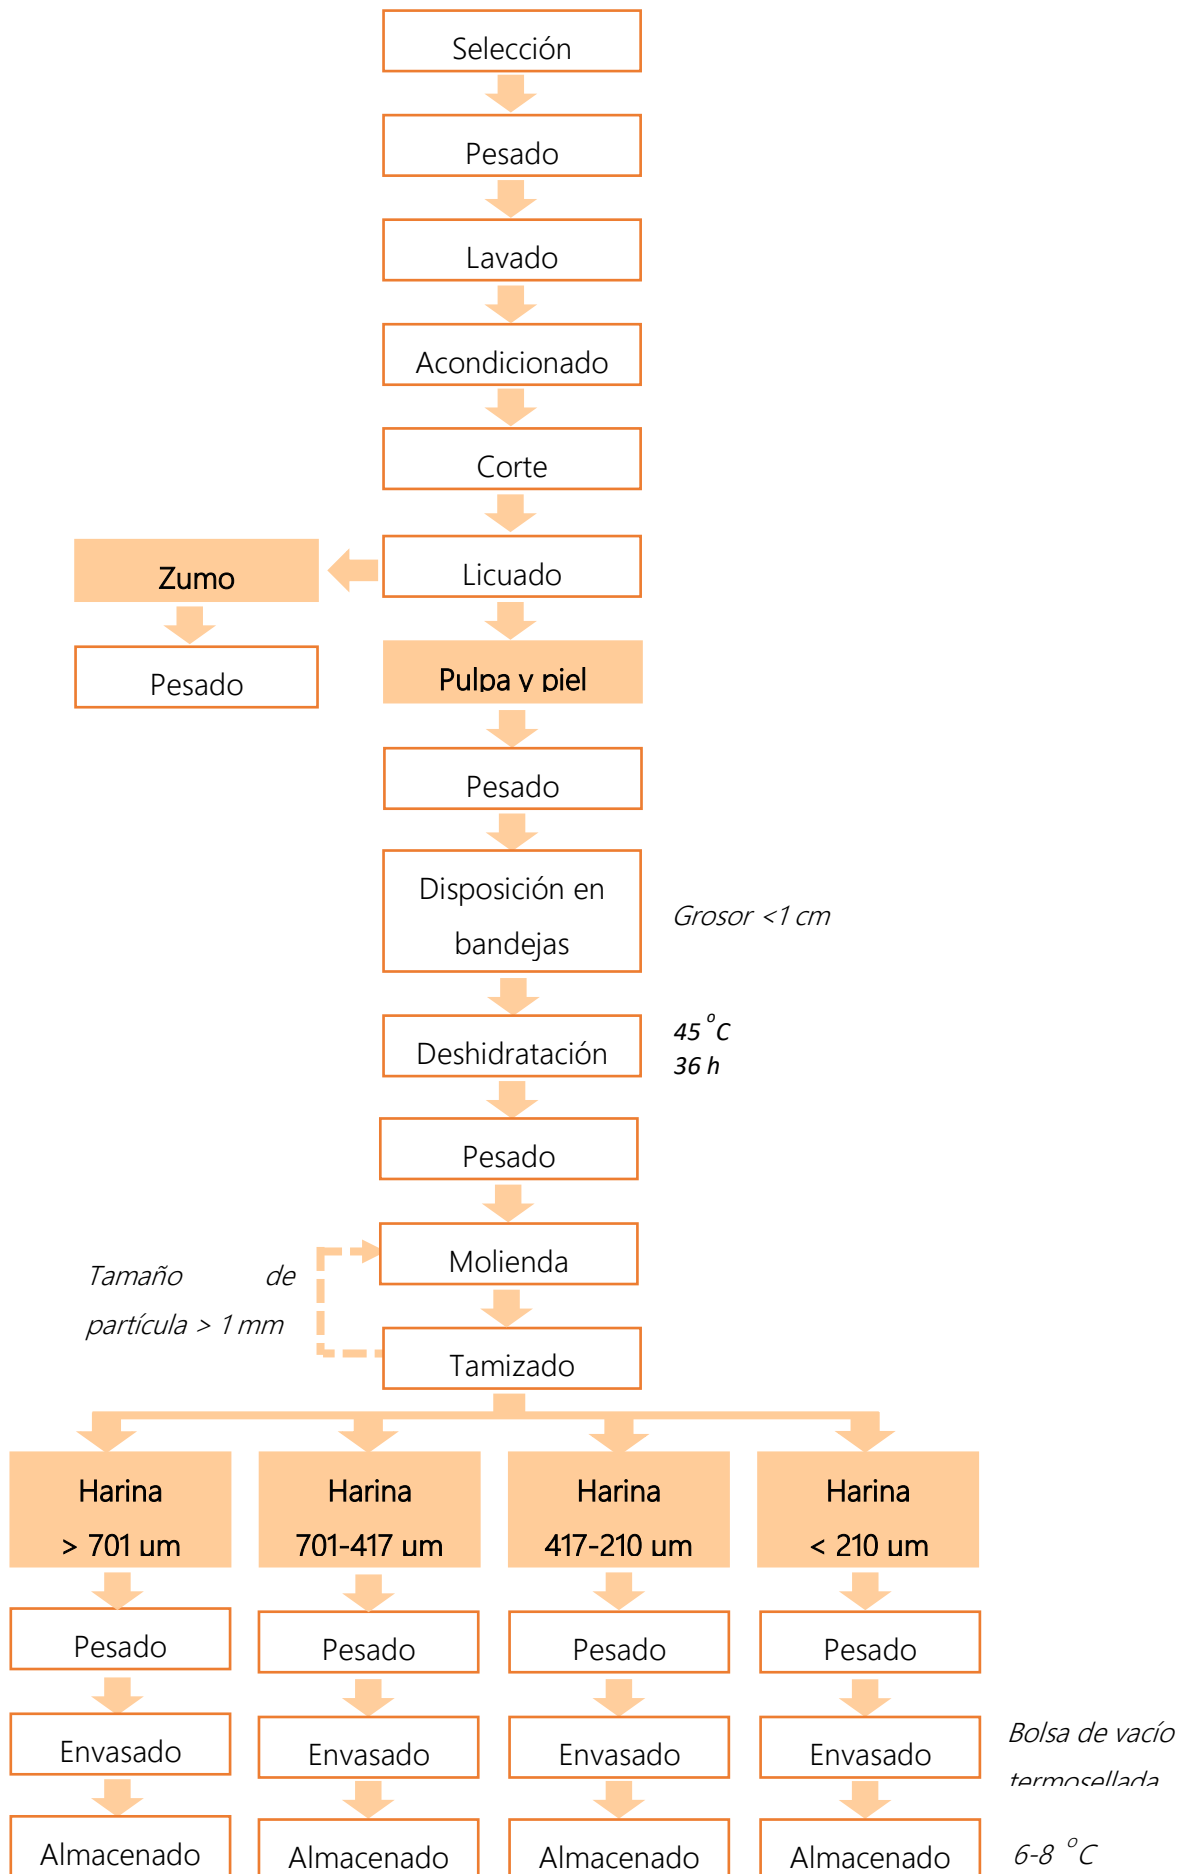 Selección
Pesado
Lavado
Acondicionado
Corte
Zumo
Licuado
Pesado
Pulpa y piel
Pesado
Disposición en
bandejas
Grosor <1 cm
Deshidratación
45 °C
36 h
Pesado
Molienda
Tamaño de
partícula > 1 mm
Tamizado
Harina
> 701 um
Harina
701-417 um
Harina
417-210 um
Harina
< 210 um
Pesado
Pesado
Pesado
Pesado
Envasado
Envasado
Envasado
Envasado
Bolsa de vacío
termosellada
Almacenado
Almacenado
Almacenado
Almacenado
6-8 °C